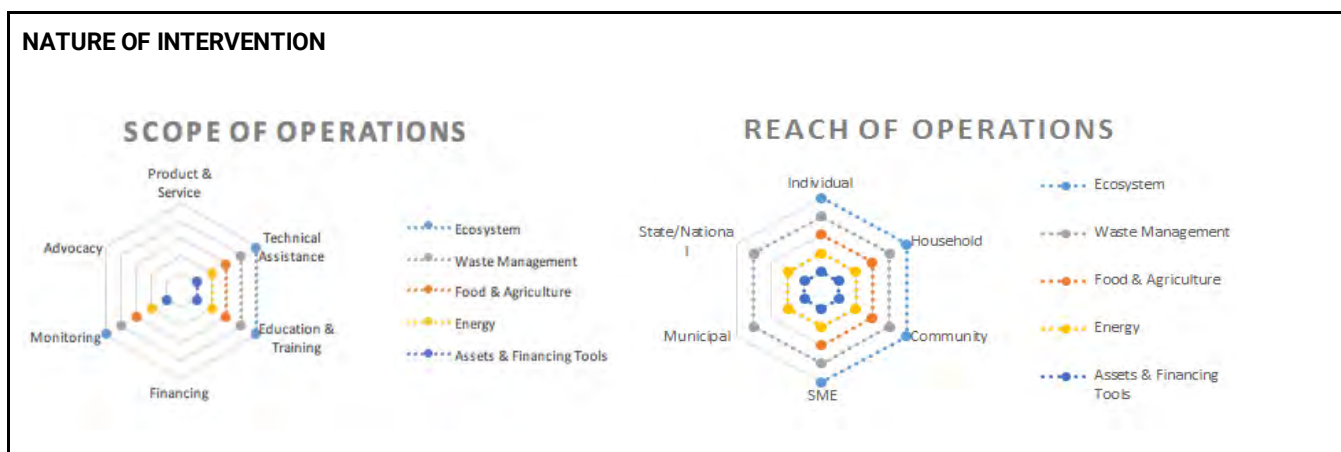 NATURE OF INTERVENTION
SCOPE OF OPERATIONS
Product &
Service
Advocacy
Technical
Assistance
Monitoring
Education &
Training
Financing
Ecosystem
Waste Management
Food & Agriculture
Energy
Assets & Financing Tools
REACH OF OPERATIONS
Individual
State/Nationa
l
Household
Municipal
Community
SME
Ecosystem
Waste Management
Food & Agriculture
Energy
Assets & Financing
Tools